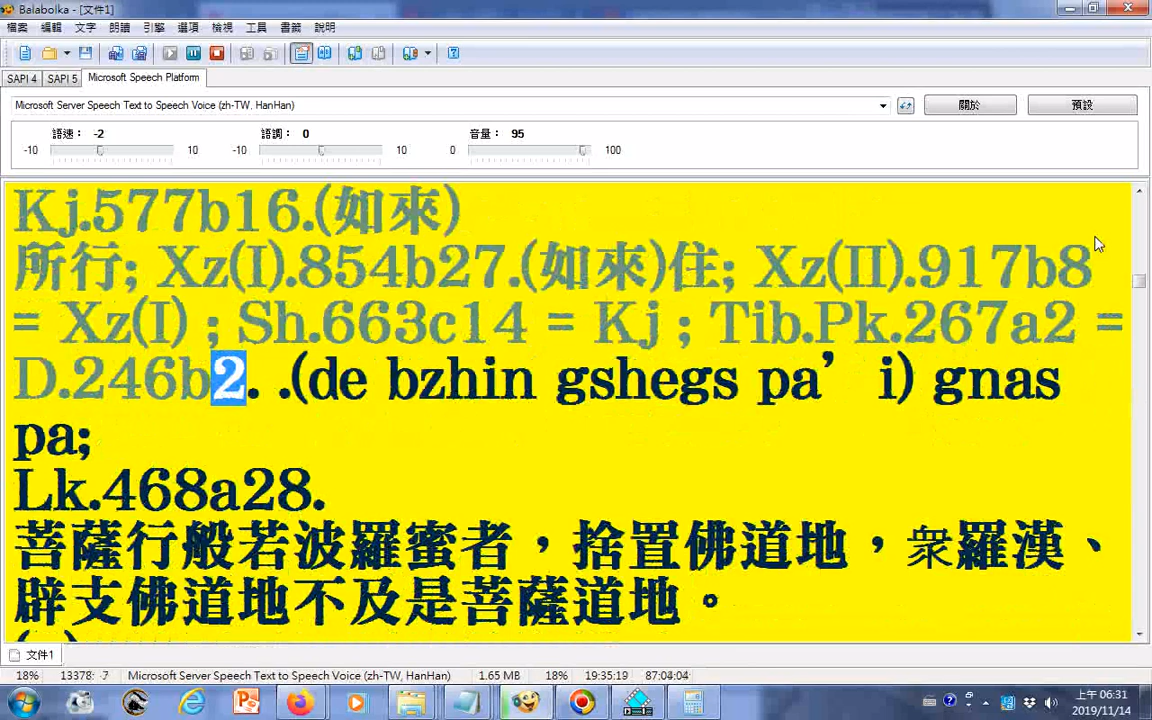 Balabolka - [文件1]
檔案 編輯 文字 朗讀 引擎 選項 檢視 工具 書籤 說明
SAPI 4 SAPI 5 Microsoft Speech Platform
Microsoft Server Speech Text to Speech Voice (zh-TW, HanHan) 關於 預設
語速： -2 語調： 0 音量： 95
-10 10 -10 10 0 100
Kj.577b16.(如來)
所行; Xz(I).854b27.(如來)住; Xz(II).917b8
= Xz(I) ; Sh.663c14 = Kj ; Tib.Pk.267a2 =
D.246b2. .(de bzhin gshegs pa’ i) gnas
pa;
Lk.468a28.
菩薩行般若波羅蜜者，捨置佛道地，衆羅漢、
辟支佛道地不及是菩薩道地。
文件1
18% 13378: ·7 Microsoft Server Speech Text to Speech Voice (zh-TW, HanHan) 1.65 MB 18% 19:35:19 87:04:04
上午 06:31
2019/11/14